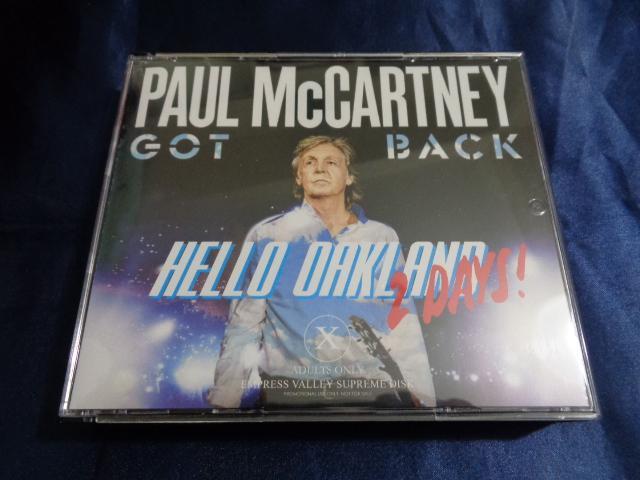 PAUL McCARTNEY
GOT BACK
HELLO OAKLAND
2 DAYS!
X
ADULTS ONLY
EMPRESS VALLEY SUPREME DISK
PROMOTIONAL USE ONLY. NOT FOR SALE